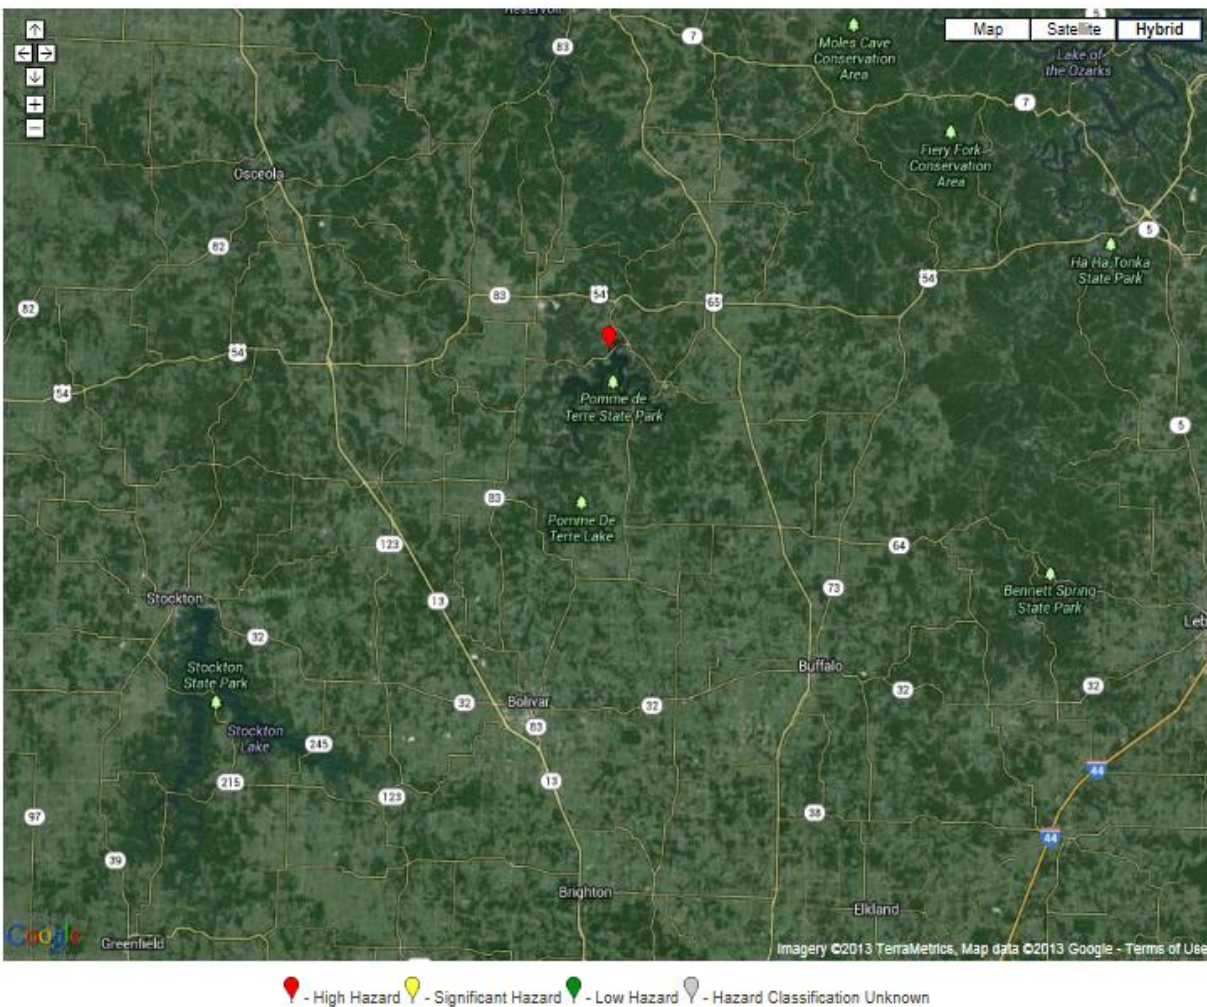 Reservoir
5
83
7
Moles Cave
Conservation
Area
Map
Satellite
Hybrid
Lake of
the Ozarks
7
Fiery Fork
Conservation
Area
Osceola
82
5
Ha Ha Tonka
State Park
54
83
54
65
82
54
54
Pomme de
Terre State Park
5
83
Pomme De
Terre Lake
123
64
Bennett Spring
State Park
73
Stockton
13
Leb
32
Stockton
State Park
Buffalo
32
32
32
Bolivar
32
83
Stockton
Lake
245
44
215
13
123
97
38
44
39
Brighton
Elkland
Google
Greenfield
Imagery ©2013 TerraMetrics, Map data ©2013 Google - Terms of Use
- High Hazard - Significant Hazard - Low Hazard - Hazard Classification Unknown